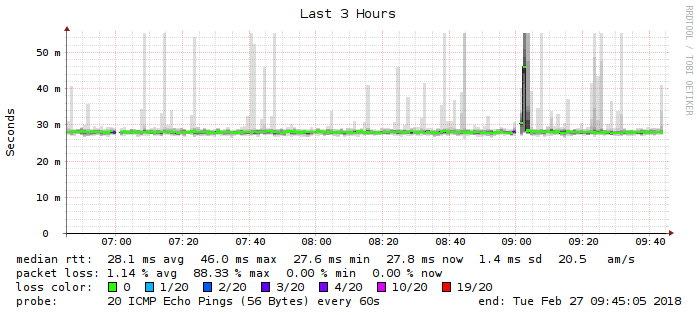 Last 3 Hours
RRDTOOL / TOBI OETIKER
Seconds
50 m
40 m
30 m
20 m
10 m
0
07:00 07:20 07:40 08:00 08:20 08:40 09:00 09:20 09:40
median rtt: 28.1 ms avg 46.0 ms max 27.6 ms min 27.8 ms now 1.4 ms sd 20.5 am/s
packet loss: 1.14 % avg 88.33 % max 0.00 % min 0.00 % now
loss color: 0 1/20 2/20 3/20 4/20 10/20 19/20
probe: 20 ICMP Echo Pings (56 Bytes) every 60s end: Tue Feb 27 09:45:05 2018